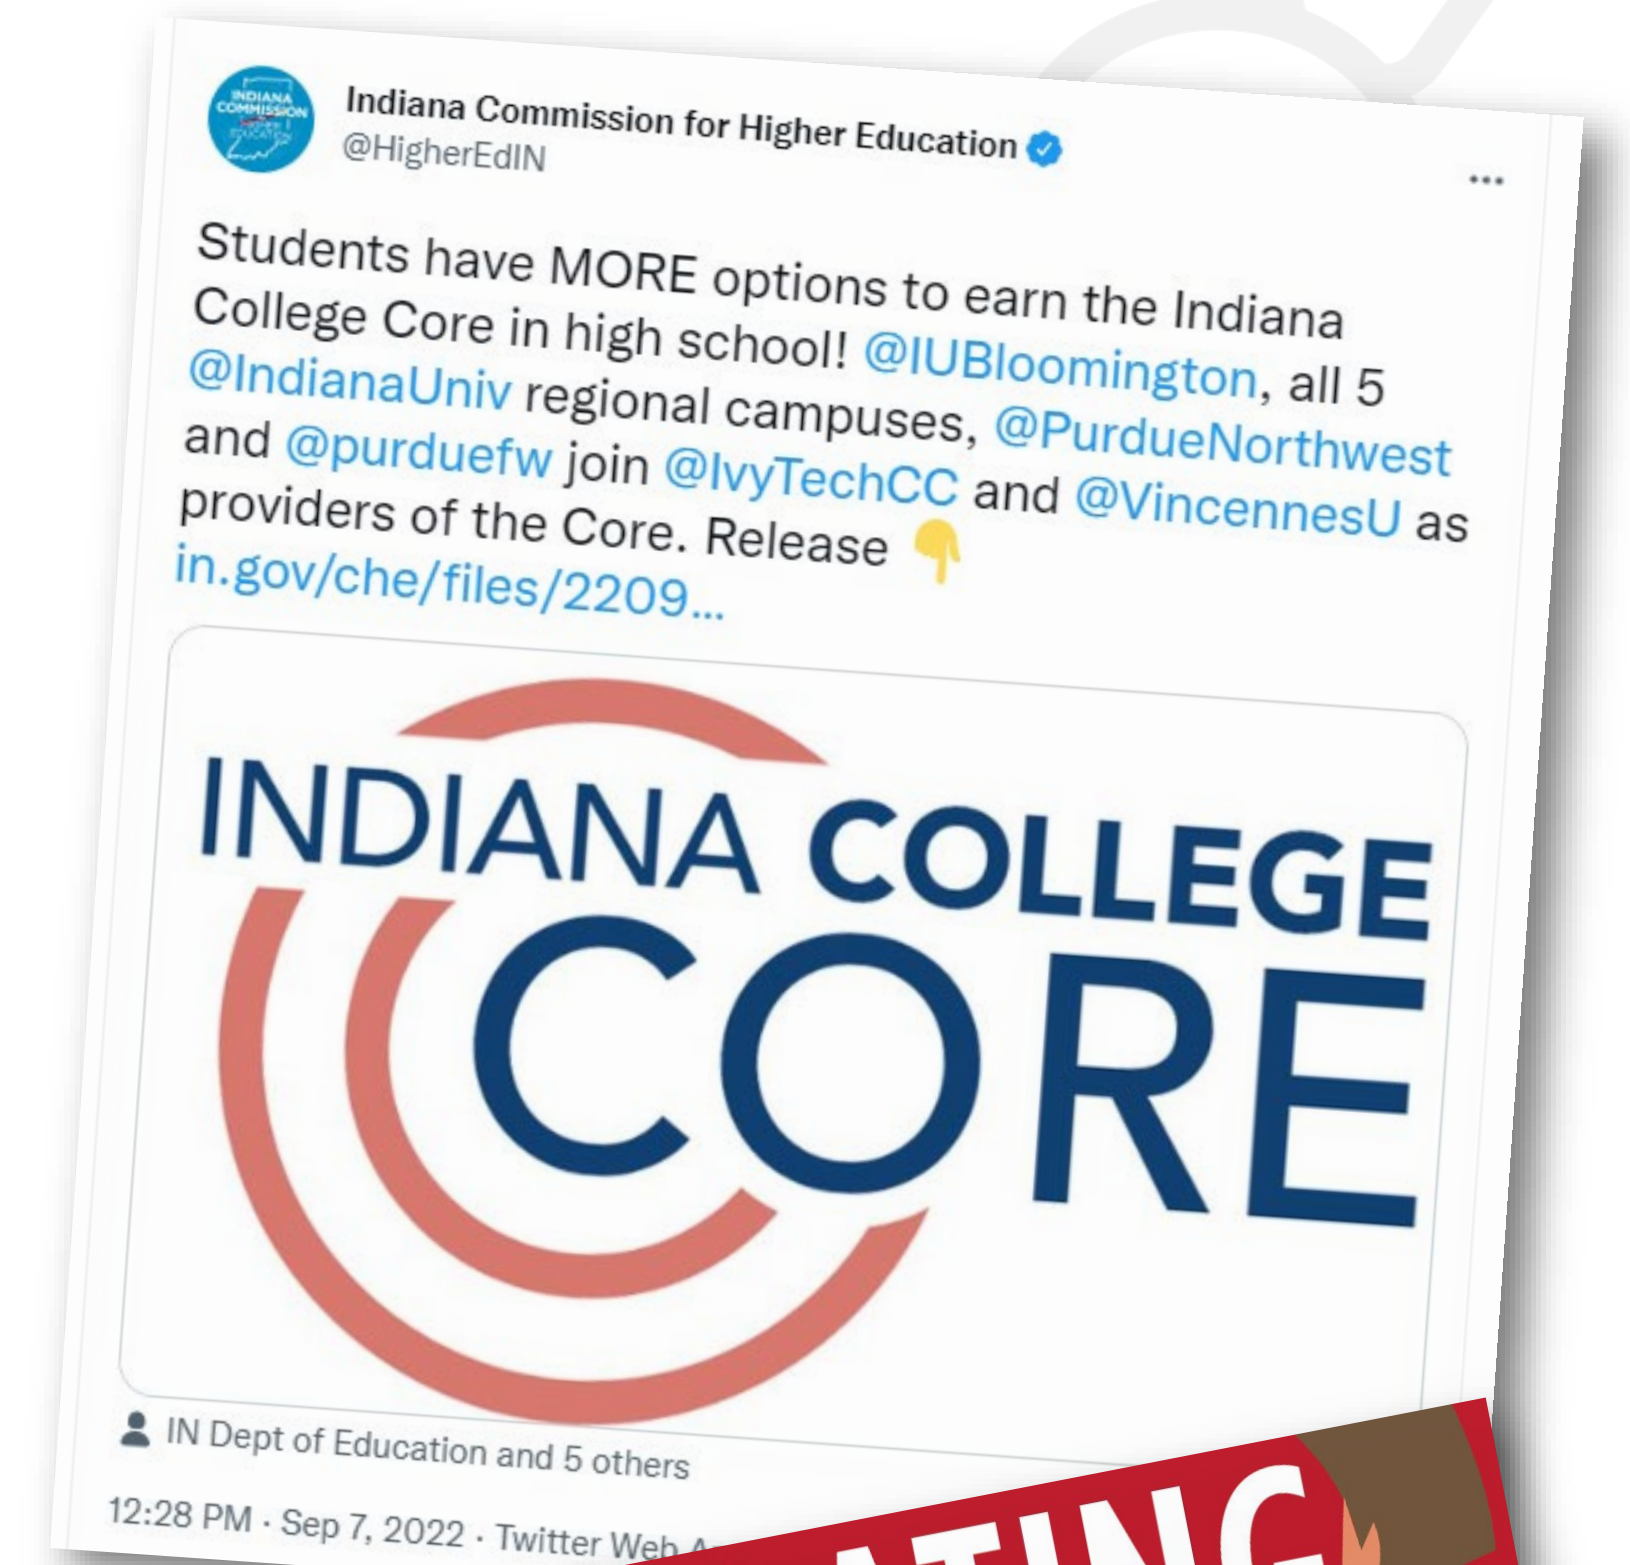 INDIANA
COMMISSION
EDUCATION
Indiana Commission for Higher Education
@HigherEdIN
Students have MORE options to earn the Indiana
College Core in high school! @IUBloomington, all 5
@IndianaUniv regional campuses, @PurdueNorthwest
and @purduefw join @IvyTechCC and @VincennesU as
providers of the Core. Release 👇
in.gov/che/files/2209...
INDIANA COLLEGE
CORE
IN Dept of Education and 5 others
12:28 PM · Sep 7, 2022 · Twitter Web